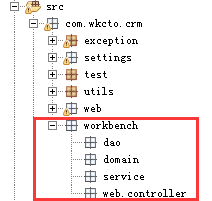 src
com.wkcto.crm
exception
settings
test
utils
web
workbench
dao
domain
service
web.controller